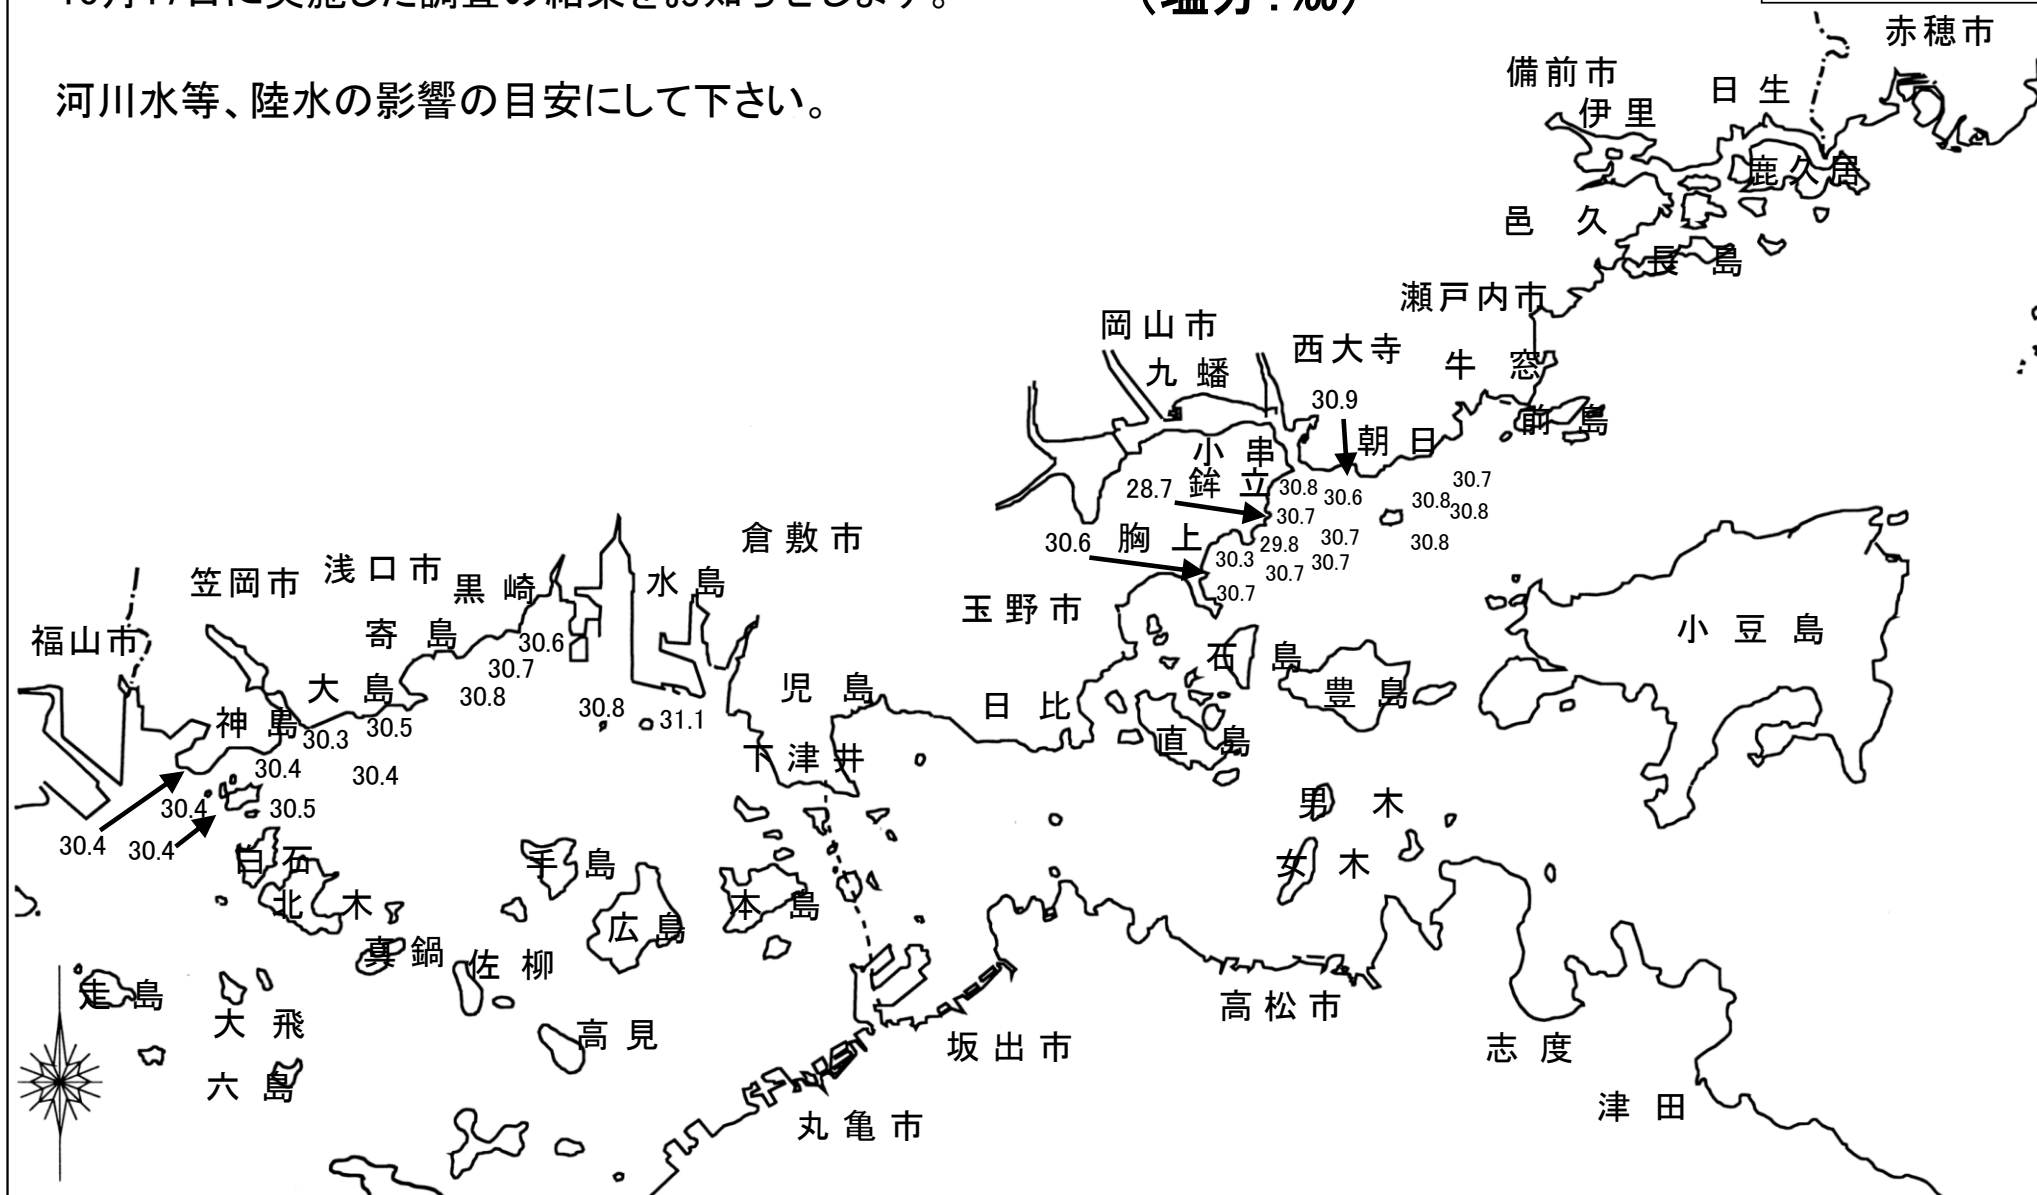 10月17日に実施した調査の結果をお知らせします。
(塩分:‰)
河川水等、陸水の影響の目安にして下さい。
赤穂市
備前市
日生
伊里
鹿久居
邑久
長島
瀬戸内市
岡山市
西大寺
牛窓
九蟠
30.9
前島
朝日
小串
28.7
鉾立
30.8
30.6
30.7
30.8
30.8
30.7
30.6
胸上
29.8
30.7
30.8
30.3
30.7
30.7
30.7
倉敷市
笠岡市
浅口市
黒崎
水島
玉野市
小豆島
福山市
寄島
30.6
30.7
石島
大島
30.8
児島
豊島
30.8
31.1
日比
神島
30.5
30.3
直島
30.4
30.4
下津井
30.4
30.5
男木
30.4
30.4
白石
手島
女木
北木
本島
広島
真鍋
佐柳
走島
高松市
大飛
高見
坂出市
志度
六島
津田
丸亀市